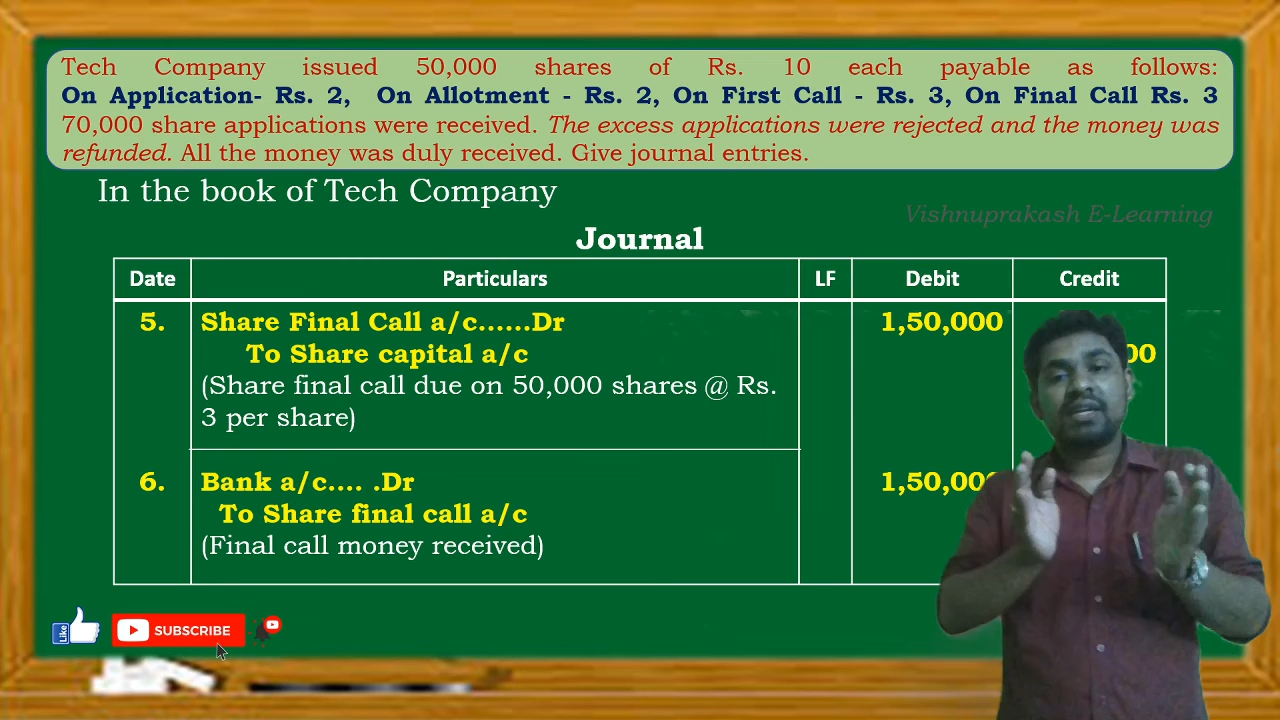 Tech Company issued 50,000 shares of Rs. 10 each payable as follows:
On Application- Rs. 2, On Allotment - Rs. 2, On First Call - Rs. 3, On Final Call Rs. 3
70,000 share applications were received. The excess applications were rejected and the money was
refunded. All the money was duly received. Give journal entries.
In the book of Tech Company
Vishnuprakash E-Learning
Journal
Date Particulars LF Debit Credit
5. Share Final Call a/c......Dr 1,50,000
To Share capital a/c 00
(Share final call due on 50,000 shares @ Rs.
3 per share)
6. Bank a/c.... .Dr 1,50,000
To Share final call a/c
(Final call money received)
Like SUBSCRIBE